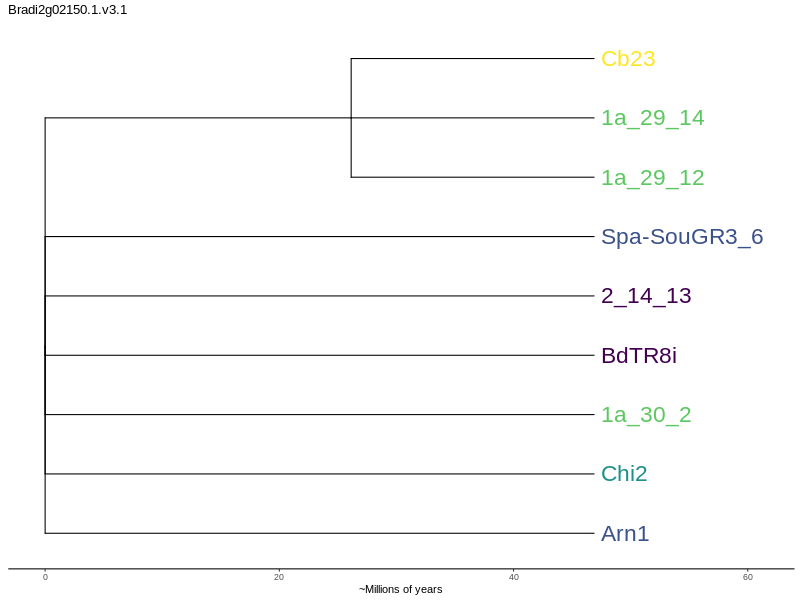 Bradi2g02150.1.v3.1
Cb23
1a_29_14
1a_29_12
Spa-SouGR3_6
2_14_13
BdTR8i
1a_30_2
Chi2
Arn1
0 20 40 60
~Millions of years